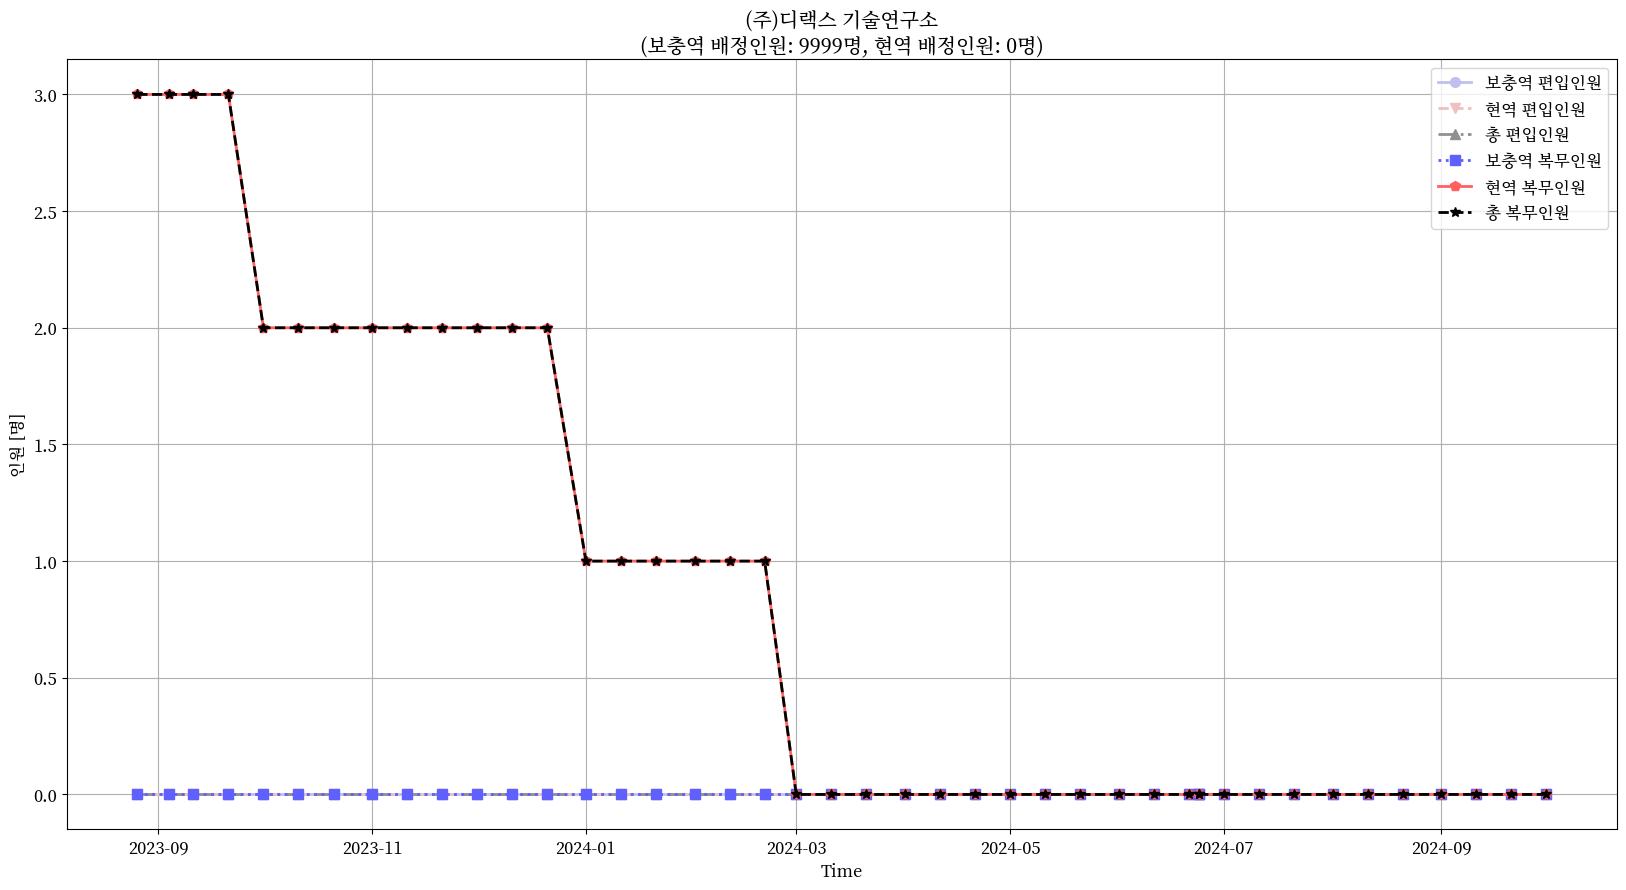 (주)디랙스 기술연구소
(보충역 배정인원: 9999명, 현역 배정인원: 0명)
보충역 편입인원
현역 편입인원
총 편입인원
보충역 복무인원
현역 복무인원
총 복무인원
3.0
2.5
2.0
1.5
1.0
0.5
0.0
인원 [명]
2023-09
2023-11
2024-01
2024-03
2024-05
2024-07
2024-09
Time